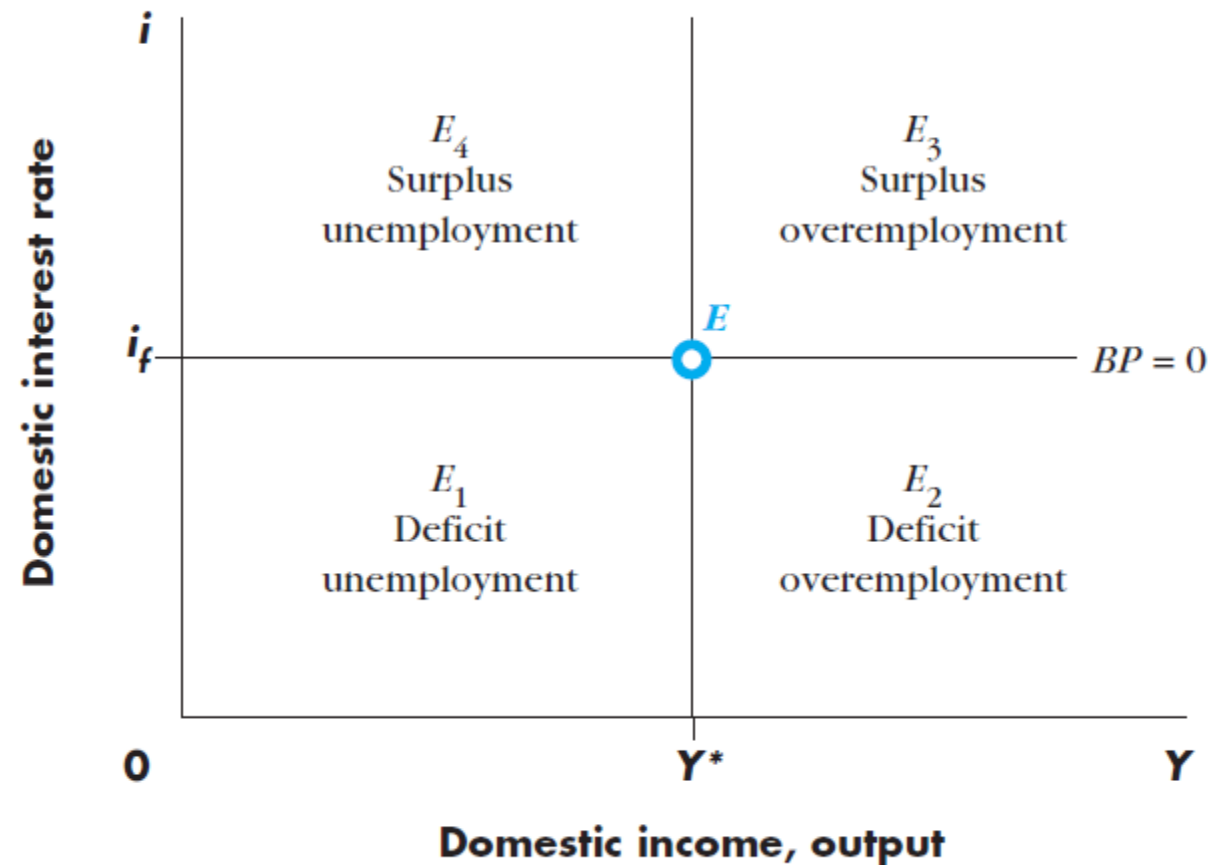 i
E₄
Surplus
unemployment
E₃
Surplus
overemployment
Domestic interest rate
E
i_f
BP = 0
E₁
Deficit
unemployment
E₂
Deficit
overemployment
0
Y*
Y
Domestic income, output